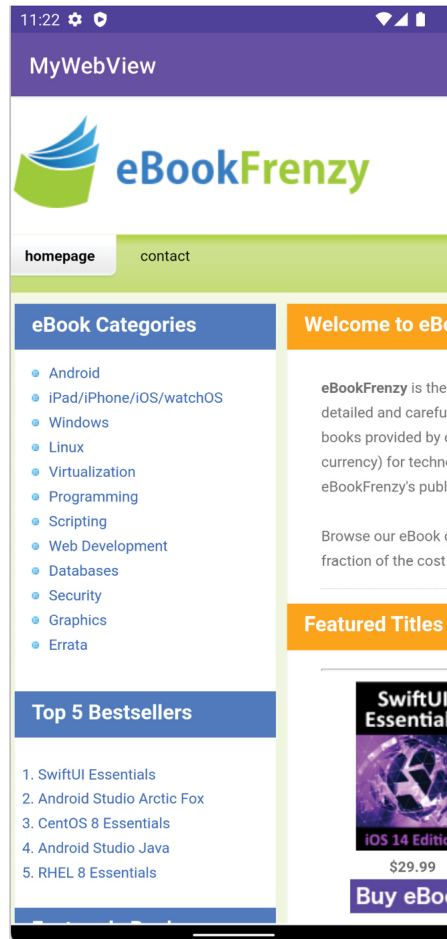 11:22
MyWebView
eBookFrenzy
homepage
contact
eBook Categories
Android
iPad/iPhone/iOS/watchOS
Windows
Linux
Virtualization
Programming
Scripting
Web Development
Databases
Security
Graphics
Errata
Top 5 Bestsellers
1. SwiftUI Essentials
2. Android Studio Arctic Fox
3. CentOS 8 Essentials
4. Android Studio Java
5. RHEL 8 Essentials
Welcome to eBo
eBookFrenzy is the
detailed and carefu
books provided by
currency) for techn
eBookFrenzy's publ
Browse our eBook
fraction of the cost
Featured Titles
SwiftUI
Essential
iOS 14 Editio
$29.99
Buy eBoo